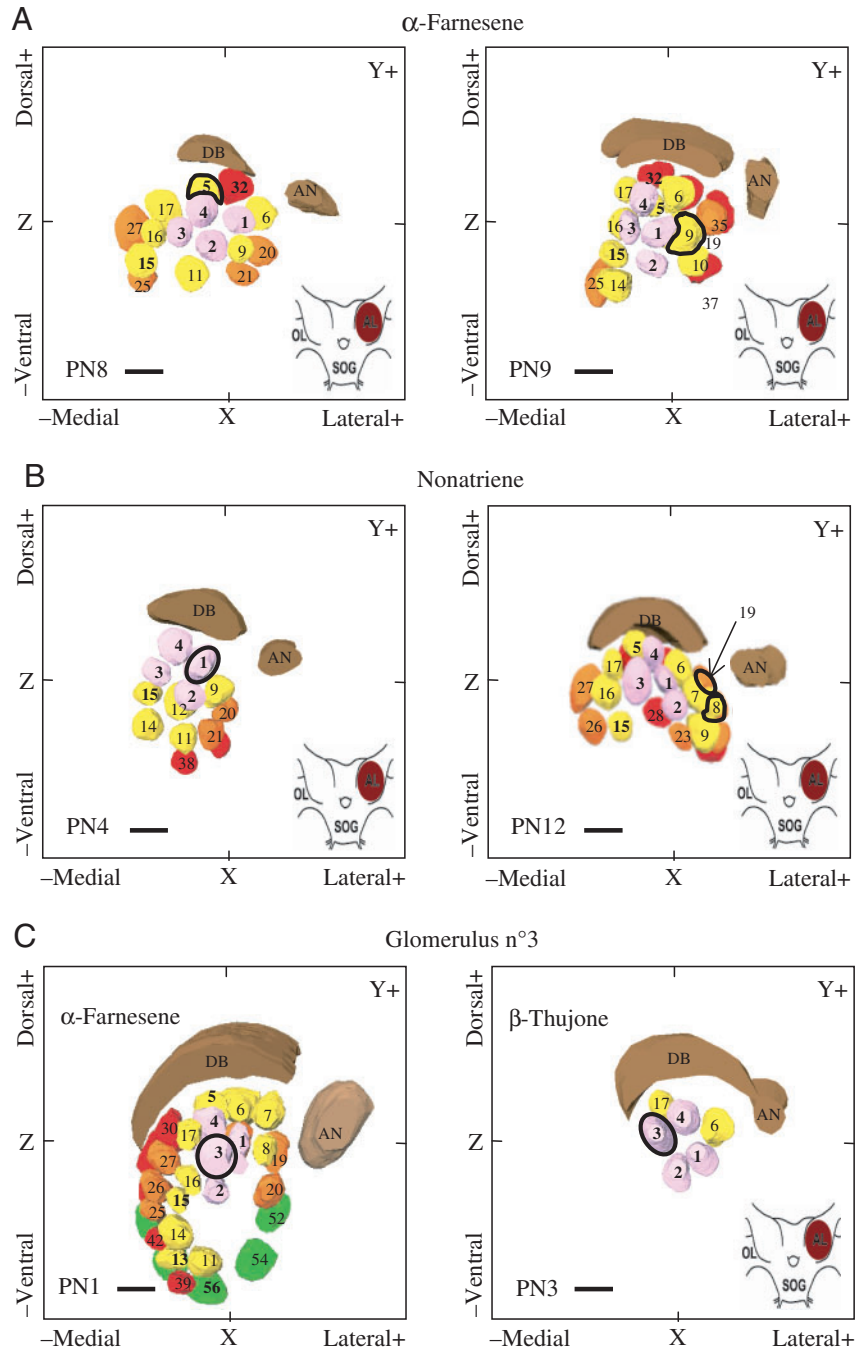 A
α-Farnesene
Dorsal+
Z
–Ventral
Y+
DB
AN
5
32
17
4
1
6
27
16
3
2
9
20
15
11
21
25
PN8
OL
AL
SOG
–Medial
X
Lateral+
Y+
DB
AN
32
17
4
5
6
16
3
1
9
35
19
15
2
10
25
14
37
PN9
OL
AL
SOG
–Medial
X
Lateral+
B
Nonatriene
Dorsal+
Z
–Ventral
Y+
DB
AN
4
1
3
15
2
9
12
20
14
11
21
38
PN4
OL
AL
SOG
–Medial
X
Lateral+
Dorsal+
Z
–Ventral
Y+
19
DB
AN
5
4
17
6
3
1
27
16
7
8
2
28
26
15
23
9
PN12
OL
AL
SOG
–Medial
X
Lateral+
C
Glomerulus n°3
Dorsal+
Z
–Ventral
Y+
α-Farnesene
DB
AN
5
6
7
4
30
17
1
3
8
27
19
16
26
2
20
15
25
52
14
42
13
11
54
39
56
PN1
–Medial
X
Lateral+
Dorsal+
Z
–Ventral
Y+
β-Thujone
DB
AN
17
4
3
6
1
2
PN3
OL
AL
SOG
–Medial
X
Lateral+